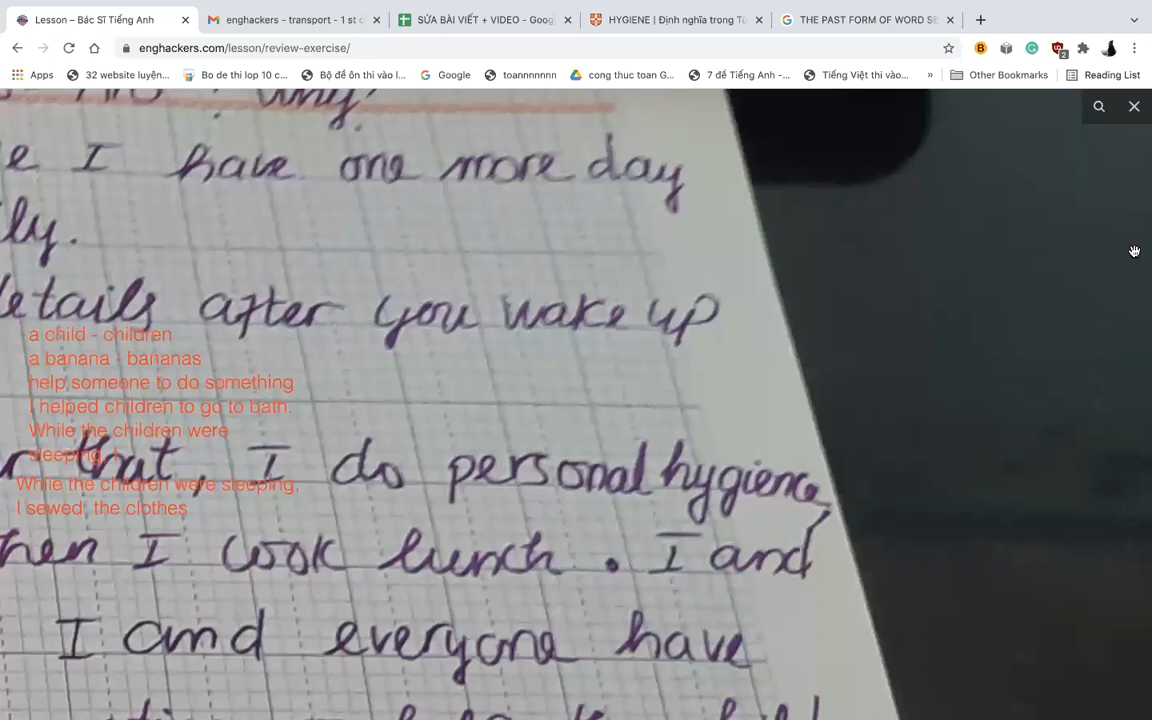 Lesson – Bác Sĩ Tiếng Anh
enghackers - transport - 1 st c
SỬA BÀI VIẾT + VIDEO - Goog
HYGIENE | Định nghĩa trong Từ
THE PAST FORM OF WORD SE
enghackers.com/lesson/review-exercise/
Apps
32 website luyện...
Bo de thi lop 10 c...
Bộ đề ôn thi vào l...
Google
toannnnnnn
cong thuc toan G...
7 đề Tiếng Anh -...
Tiếng Việt thi vào...
»
Other Bookmarks
Reading List
why?
e I have one more day
ly.
details after you wake up
a child - children
a banana - bananas
help someone to do something
I helped children to go to bath.
While the children were
sleeping, I
r that, I do personal hygiene,
While the children were sleeping,
I sewed the clothes
hen I cook lunch. I and
I and everyone have